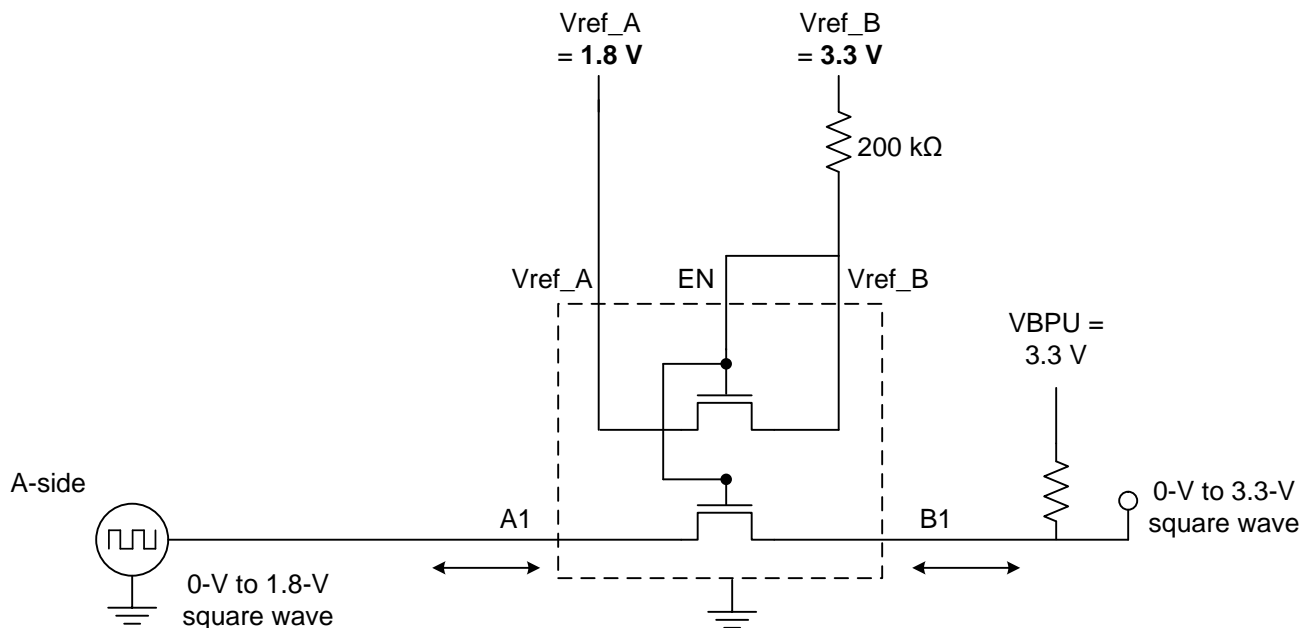 Vref_A
= 1.8 V
Vref_B
= 3.3 V
200 kΩ
Vref_A
EN
Vref_B
VBPU =
3.3 V
A-side
A1
B1
0-V to 3.3-V
square wave
0-V to 1.8-V
square wave